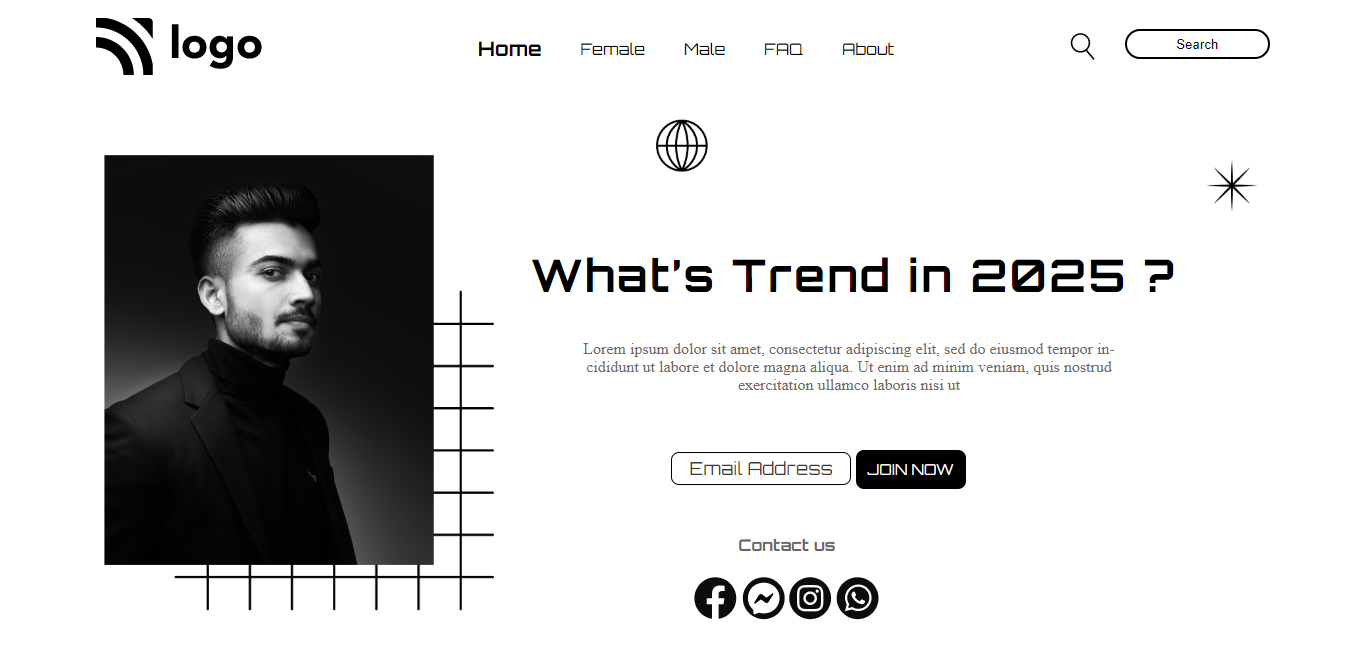 logo
Home Female Male FAQ About
Search
What's Trend in 2025 ?
Lorem ipsum dolor sit amet, consectetur adipiscing elit, sed do eiusmod tempor in-
cididunt ut labore et dolore magna aliqua. Ut enim ad minim veniam, quis nostrud
exercitation ullamco laboris nisi ut
Email Address JOIN NOW
Contact us